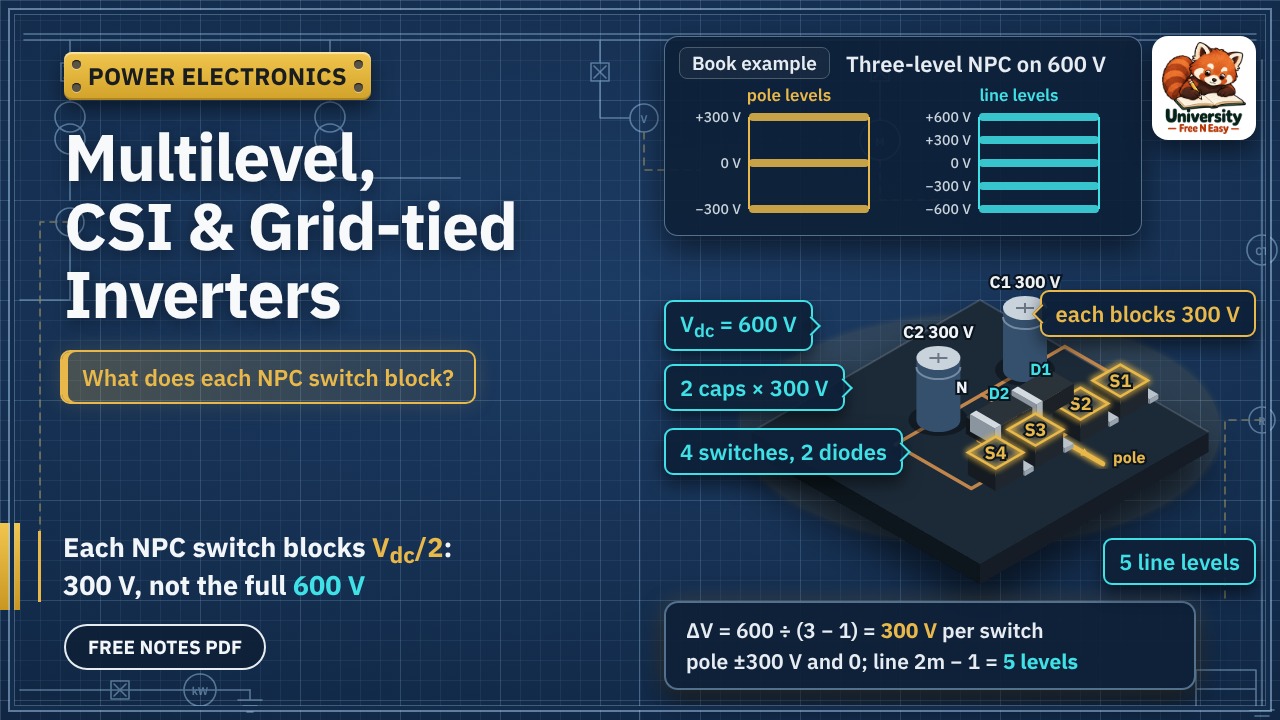 POWER ELECTRONICS
Multilevel,
CSI & Grid-tied
Inverters
What does each NPC switch block?
Each NPC switch blocks Vdc/2:
300 V, not the full 600 V
FREE NOTES PDF
Book example
Three-level NPC on 600 V
pole levels
+300 V
0 V
−300 V
line levels
+600 V
+300 V
0 V
−300 V
−600 V
University
— Free N Easy —
Vdc = 600 V
2 caps × 300 V
4 switches, 2 diodes
C1 300 V
each blocks 300 V
C2 300 V
N
D1
D2
S1
S2
S3
S4
pole
5 line levels
ΔV = 600 ÷ (3 − 1) = 300 V per switch
pole ±300 V and 0; line 2m − 1 = 5 levels
V
kW